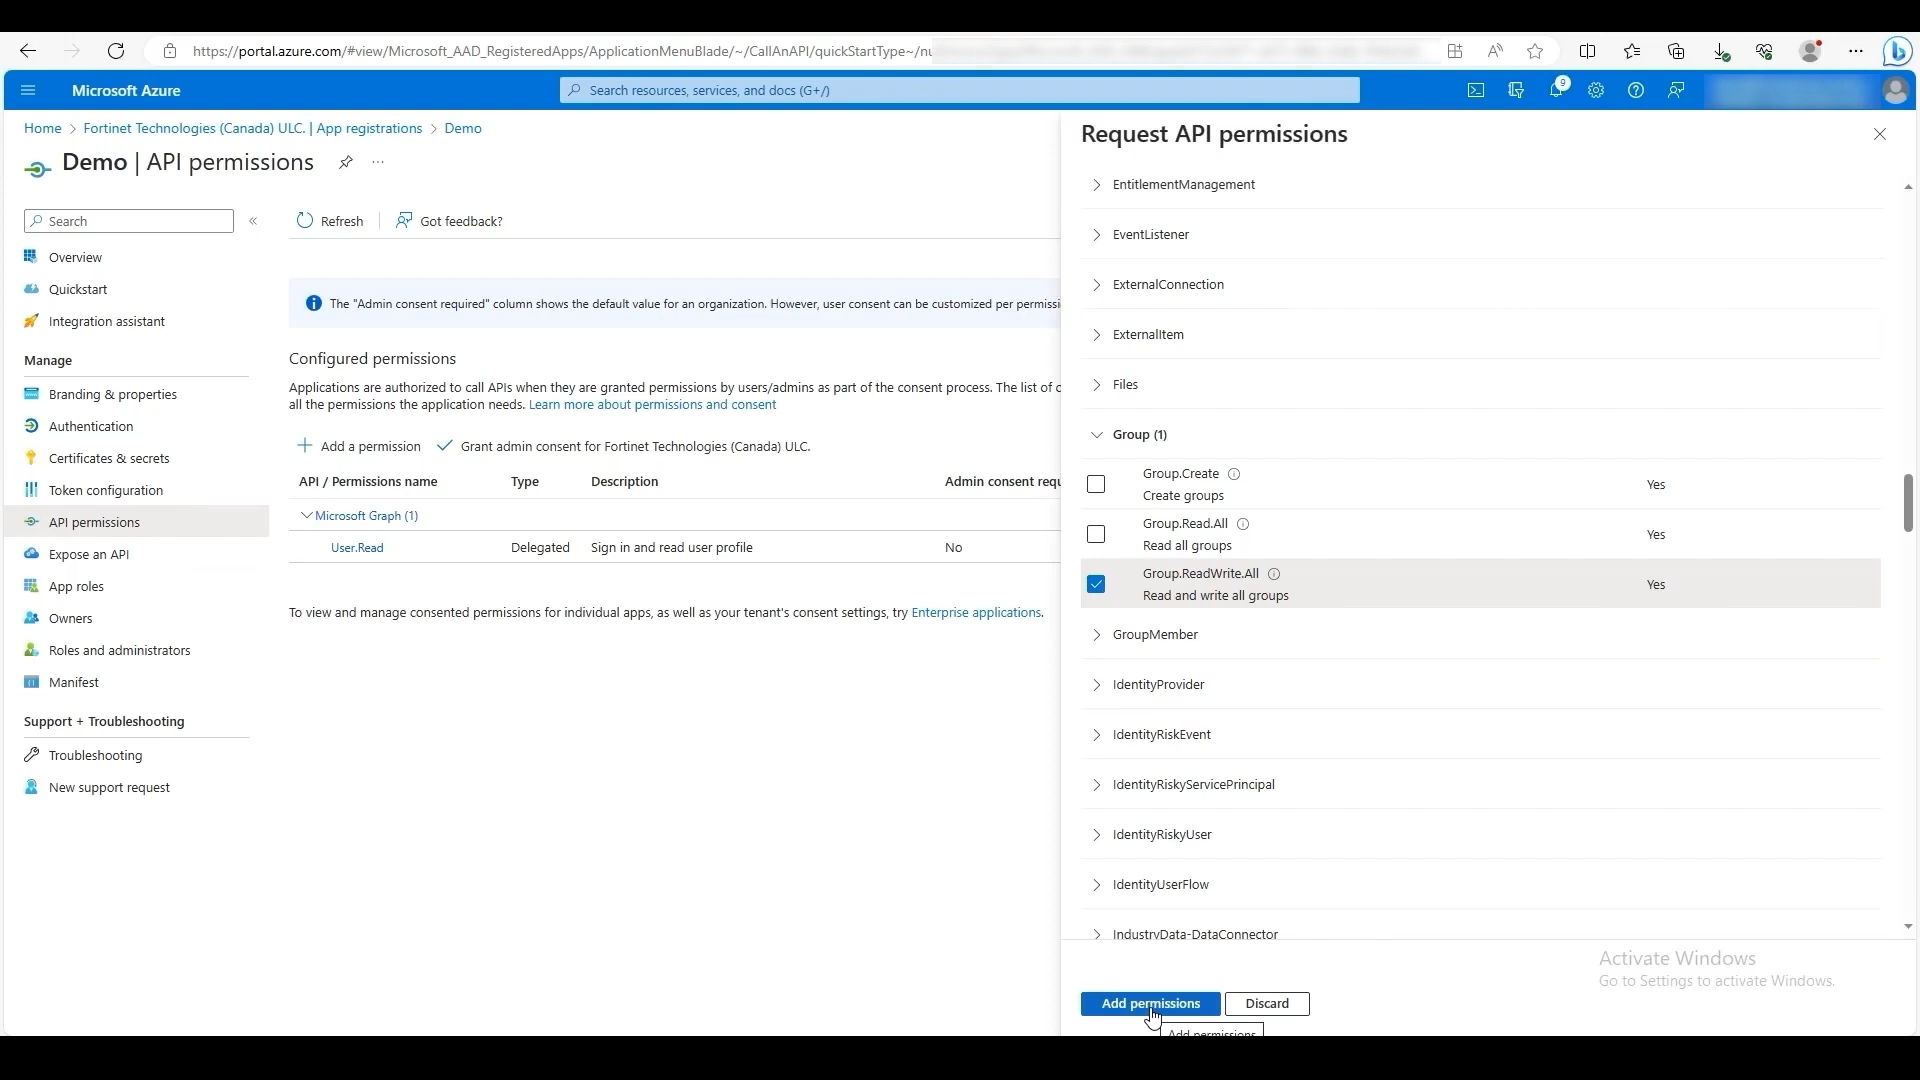 https://portal.azure.com/#view/Microsoft_AAD_RegisteredApps/ApplicationMenuBlade/~/CallAnAPI/quickStartType~/nu
Microsoft Azure
Search resources, services, and docs (G+/)
9
Home > Fortinet Technologies (Canada) ULC. | App registrations > Demo
Demo | API permissions
Search
Refresh
Got feedback?
Overview
Quickstart
Integration assistant
Manage
Branding & properties
Authentication
Certificates & secrets
Token configuration
API permissions
Expose an API
App roles
Owners
Roles and administrators
Manifest
Support + Troubleshooting
Troubleshooting
New support request
The "Admin consent required" column shows the default value for an organization. However, user consent can be customized per permissi
Configured permissions
Applications are authorized to call APIs when they are granted permissions by users/admins as part of the consent process. The list of c
all the permissions the application needs. Learn more about permissions and consent
Add a permission
Grant admin consent for Fortinet Technologies (Canada) ULC.
API / Permissions name Type Description Admin consent requ
Microsoft Graph (1)
User.Read Delegated Sign in and read user profile No
To view and manage consented permissions for individual apps, as well as your tenant's consent settings, try Enterprise applications.
Request API permissions
EntitlementManagement
EventListener
ExternalConnection
ExternalItem
Files
Group (1)
Group.Create
Create groups
Yes
Group.Read.All
Read all groups
Yes
Group.ReadWrite.All
Read and write all groups
Yes
GroupMember
IdentityProvider
IdentityRiskEvent
IdentityRiskyServicePrincipal
IdentityRiskyUser
IdentityUserFlow
IndustryData-DataConnector
Activate Windows
Go to Settings to activate Windows.
Add permissions
Discard
Add permissions